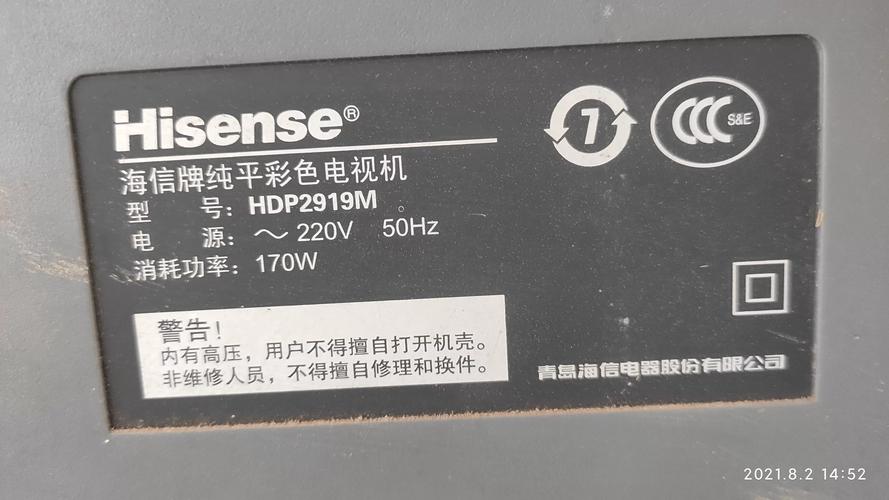 Hisense®
海信牌纯平彩色电视机
型 号：HDP2919M 。
电 源：～ 220V 50Hz
消耗功率：170W
警告！
内有高压，用户不得擅自打开机壳。
非维修人员，不得擅自修理和换件。
7
CCC S&E
青岛海信电器股份有限公司
2021.8.2 14:52